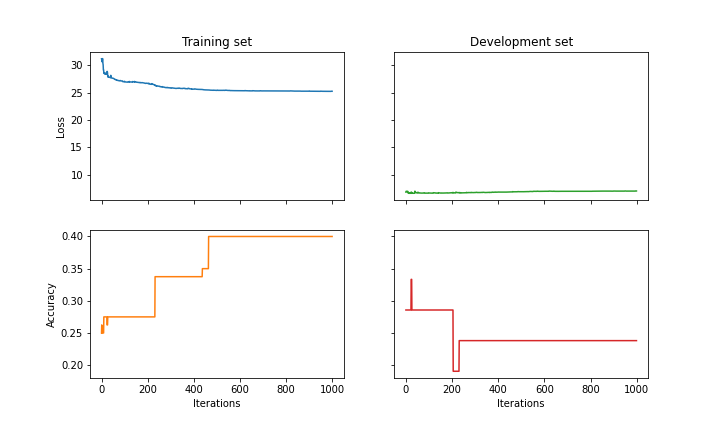 Training set
Development set
30
25
20
15
10
Loss
0.40
0.35
0.30
0.25
0.20
Accuracy
0 200 400 600 800 1000
0 200 400 600 800 1000
Iterations
Iterations